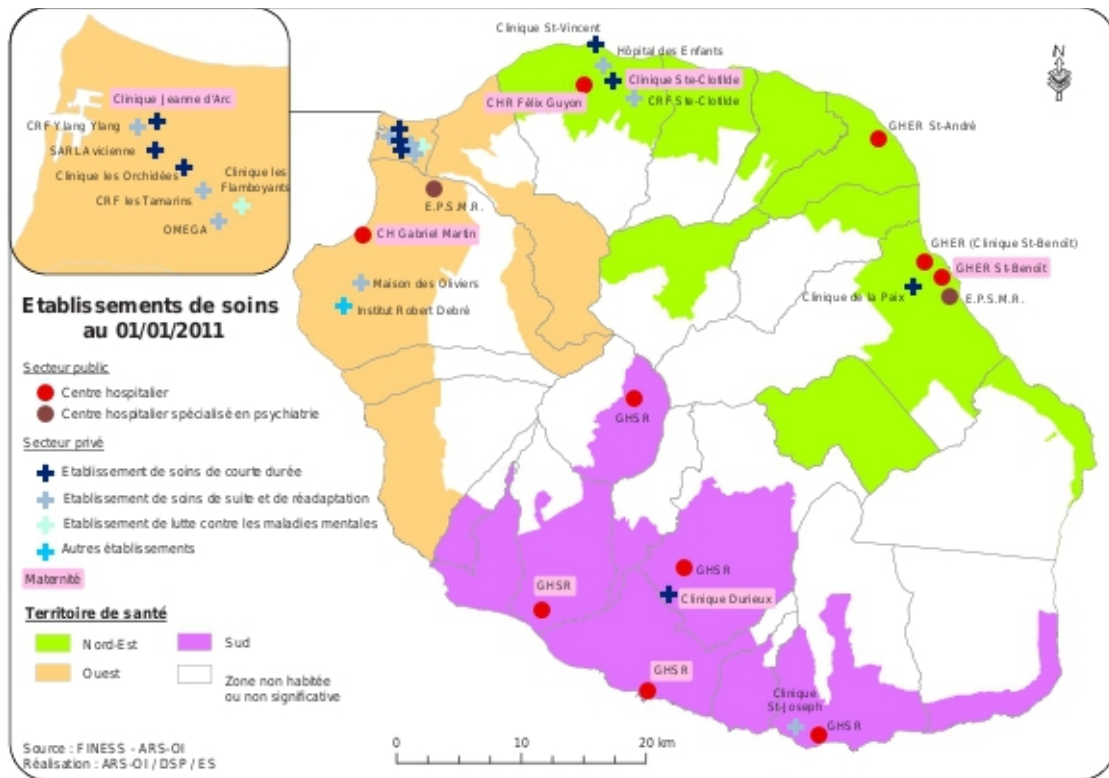 Clinique Jeanne d'Arc
CRF Ylang Ylang
SARL Avicienne
Clinique les Orchidées
Clinique les
Flamboyants
CRF les Tamarins
OMEGA
Clinique St-Vincent
Hôpital des Enfants
Clinique Ste-Clotilde
CHR Félix Guyon
CRF Ste-Clotilde
N
GHER St-André
E.P.S.M.R.
CH Gabriel Martin
GHER (Clinique St-Benoît)
GHER St-Benoît
Clinique de la Paix
E.P.S.M.R.
Maison des Oliviers
Institut Robert Debré
Etablissements de soins
au 01/01/2011
Secteur public
Centre hospitalier
Centre hospitalier spécialisé en psychiatrie
Secteur privé
Etablissement de soins de courte durée
Etablissement de soins de suite et de réadaptation
Etablissement de lutte contre les maladies mentales
Autres établissements
Maternité
Territoire de santé
Nord-Est
Sud
Ouest
Zone non habitée
ou non significative
GHSR
GHSR
Clinique Durieux
GHSR
GHSR
Clinique
St-Joseph
GHSR
0 10 20 km
Source : FINESS - ARS-OI
Réalisation : ARS-OI / DSP / ES